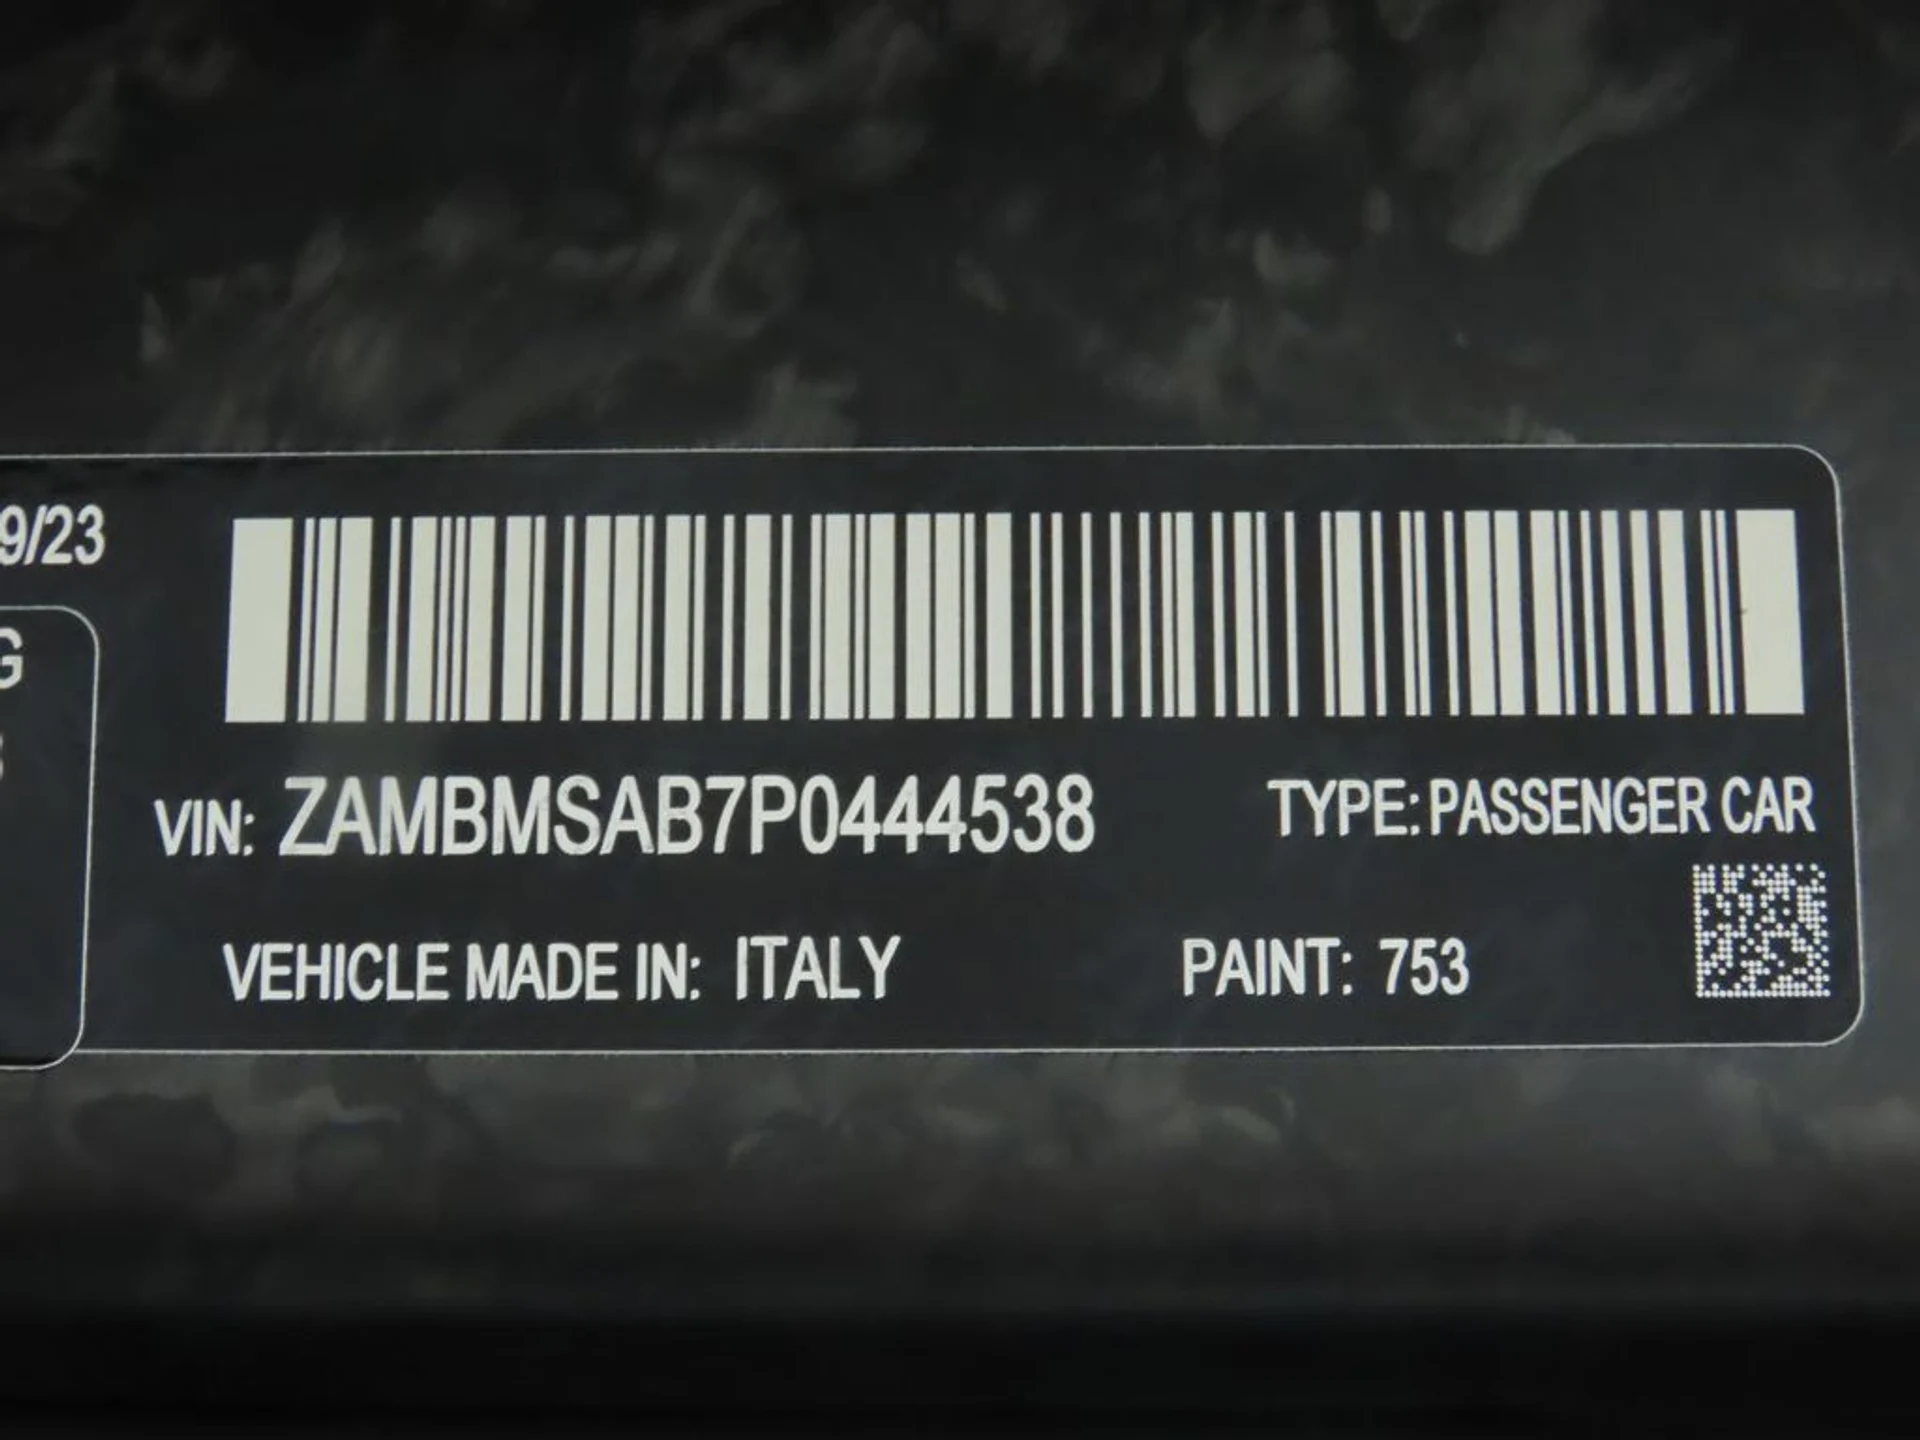 9/23
G
VIN: ZAMBMSAB7P0444538
TYPE: PASSENGER CAR
VEHICLE MADE IN: ITALY
PAINT: 753